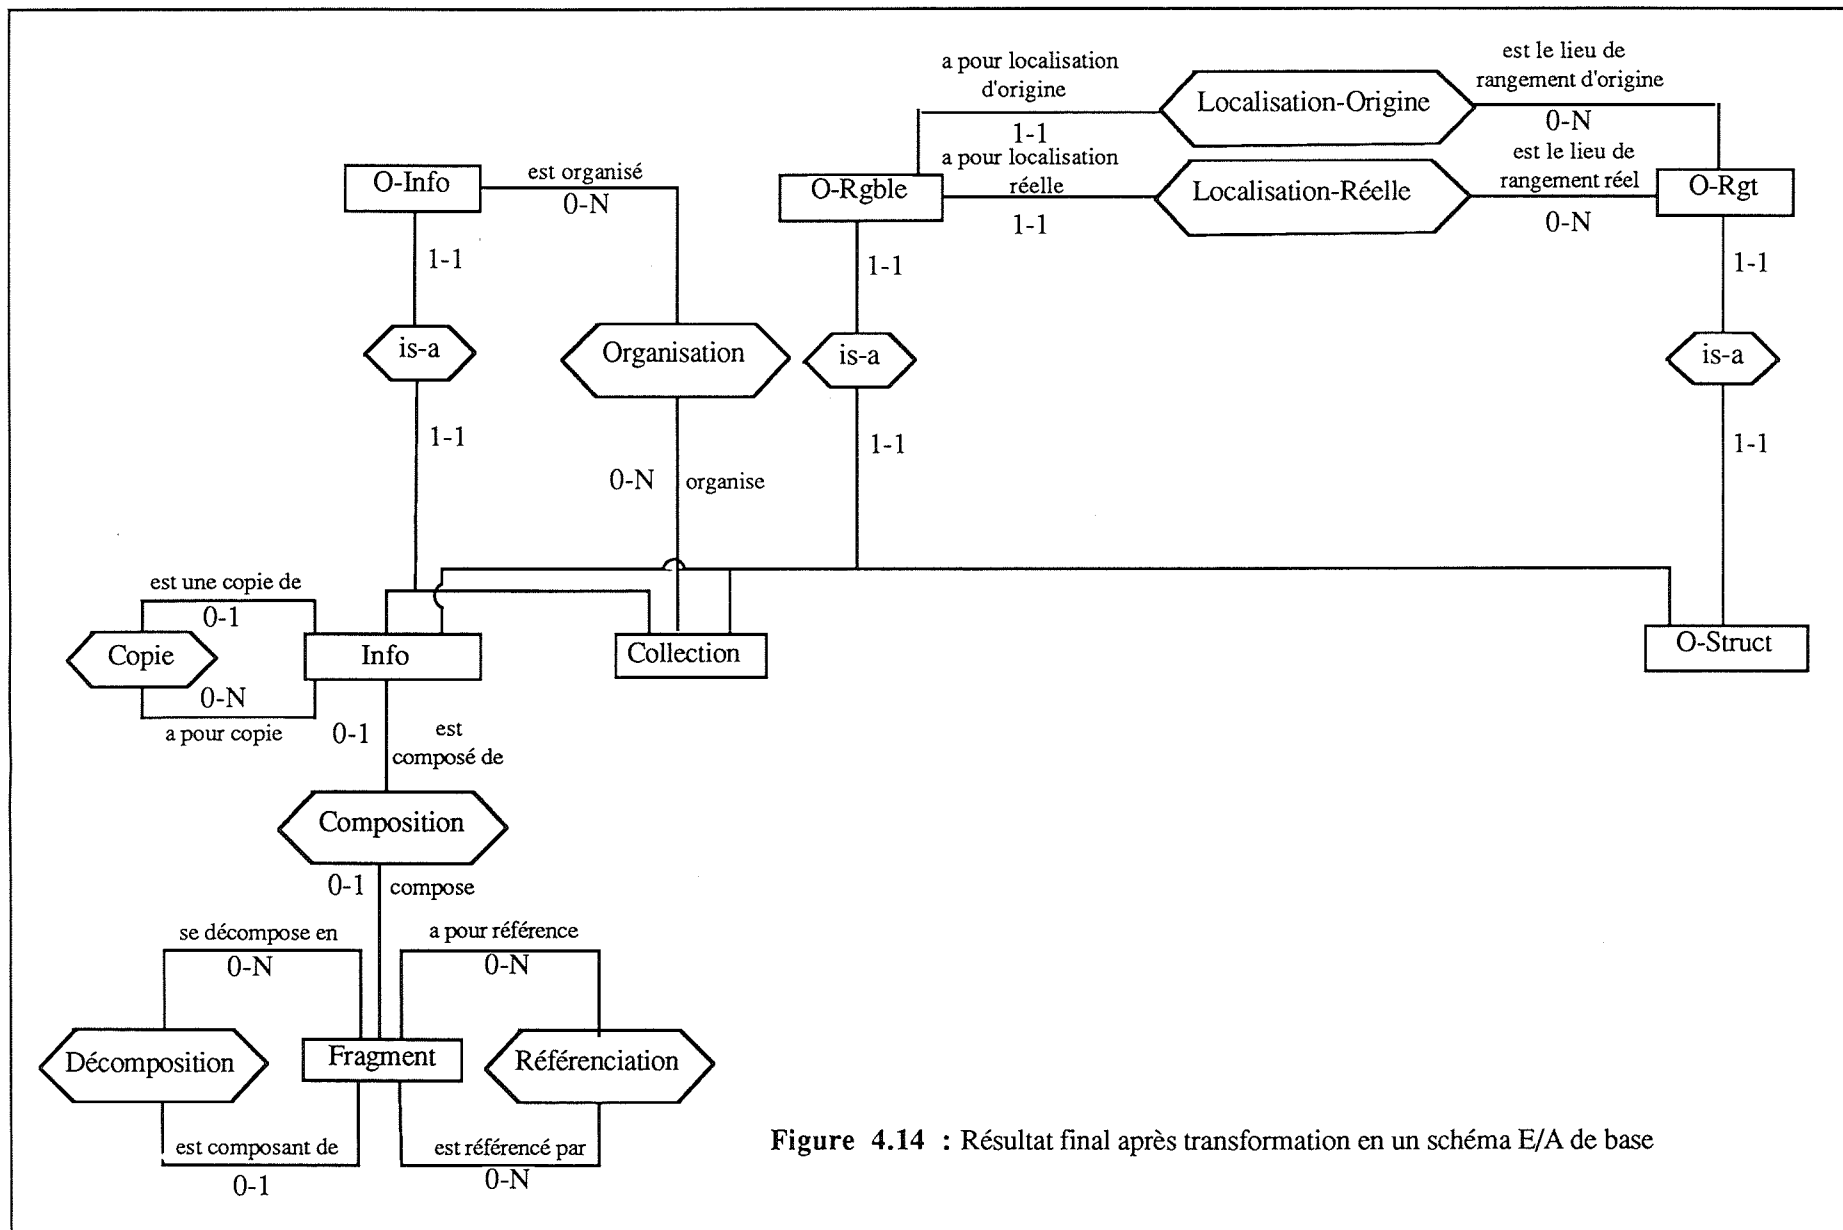 a pour localisation
d'origine
1-1
Localisation-Origine
est le lieu de
rangement d'origine
0-N
O-Info
est organisé
0-N
O-Rgble
a pour localisation
réelle
1-1
Localisation-Réelle
est le lieu de
rangement réel
0-N
O-Rgt
1-1
1-1
1-1
is-a
Organisation
is-a
is-a
1-1
1-1
1-1
0-N
organise
est une copie de
0-1
Copie
Info
Collection
O-Struct
0-N
a pour copie
0-1
est
composé de
Composition
0-1
compose
se décompose en
0-N
a pour référence
0-N
Décomposition
Fragment
Référenciation
est composant de
0-1
est référencé par
0-N
Figure 4.14 : Résultat final après transformation en un schéma E/A de base